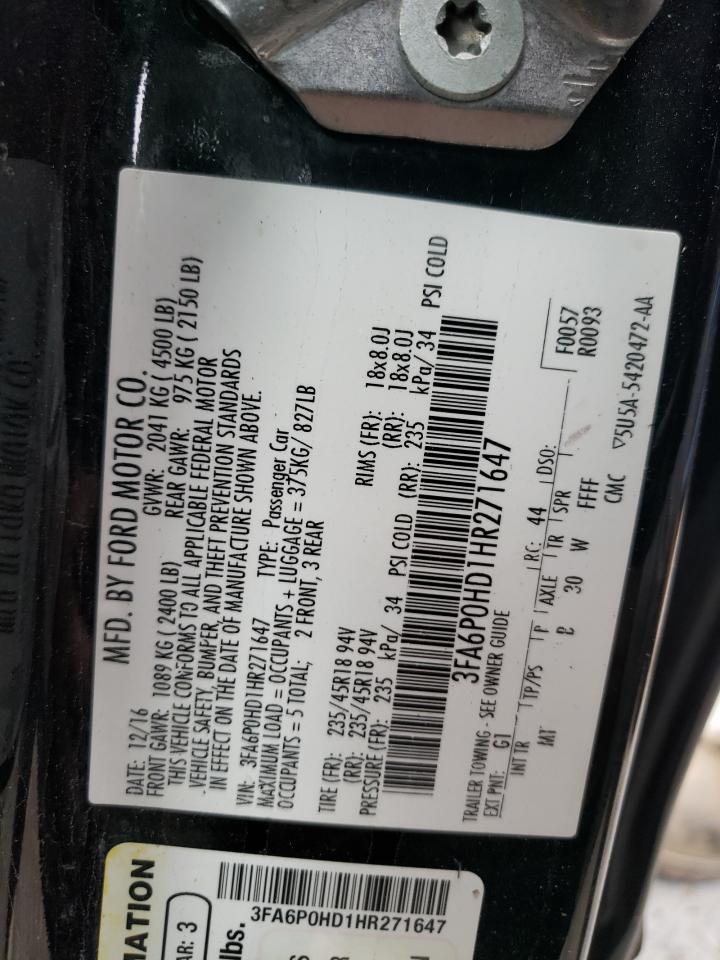 MFD. BY FORD MOTOR CO.
DATE: 12/16 GVWR: 2041 KG ( 4500 LB)
FRONT GAWR: 1089 KG ( 2400 LB) REAR GAWR: 975 KG ( 2150 LB)
THIS VEHICLE CONFORMS TO ALL APPLICABLE FEDERAL MOTOR
VEHICLE SAFETY, BUMPER, AND THEFT PREVENTION STANDARDS
IN EFFECT ON THE DATE OF MANUFACTURE SHOWN ABOVE.
VIN: 3FA6P0HD1HR271647 TYPE: Passenger Car
MAXIMUM LOAD = OCCUPANTS + LUGGAGE = 375KG/ 827LB
OCCUPANTS = 5 TOTAL; 2 FRONT, 3 REAR
TIRE (FR): 235/45R18 94V RIMS (FR): 18x8.0J
(RR): 235/45R18 94V (RR): 18x8.0J
PRESSURE (FR): 235 kPa/ 34 PSI COLD (RR): 235 kPa/ 34 PSI COLD
3FA6P0HD1HR271647
TRAILER TOWING - SEE OWNER GUIDE
EXT PNT: G1 RC: 44 DSO: F0057
R0093
INT TR TP/PS P AXLE TR SPR
MT B 30 W FFFF
CMC ▽5U5A-5420472-AA
MATION
AR: 3
lbs.
3FA6P0HD1HR271647